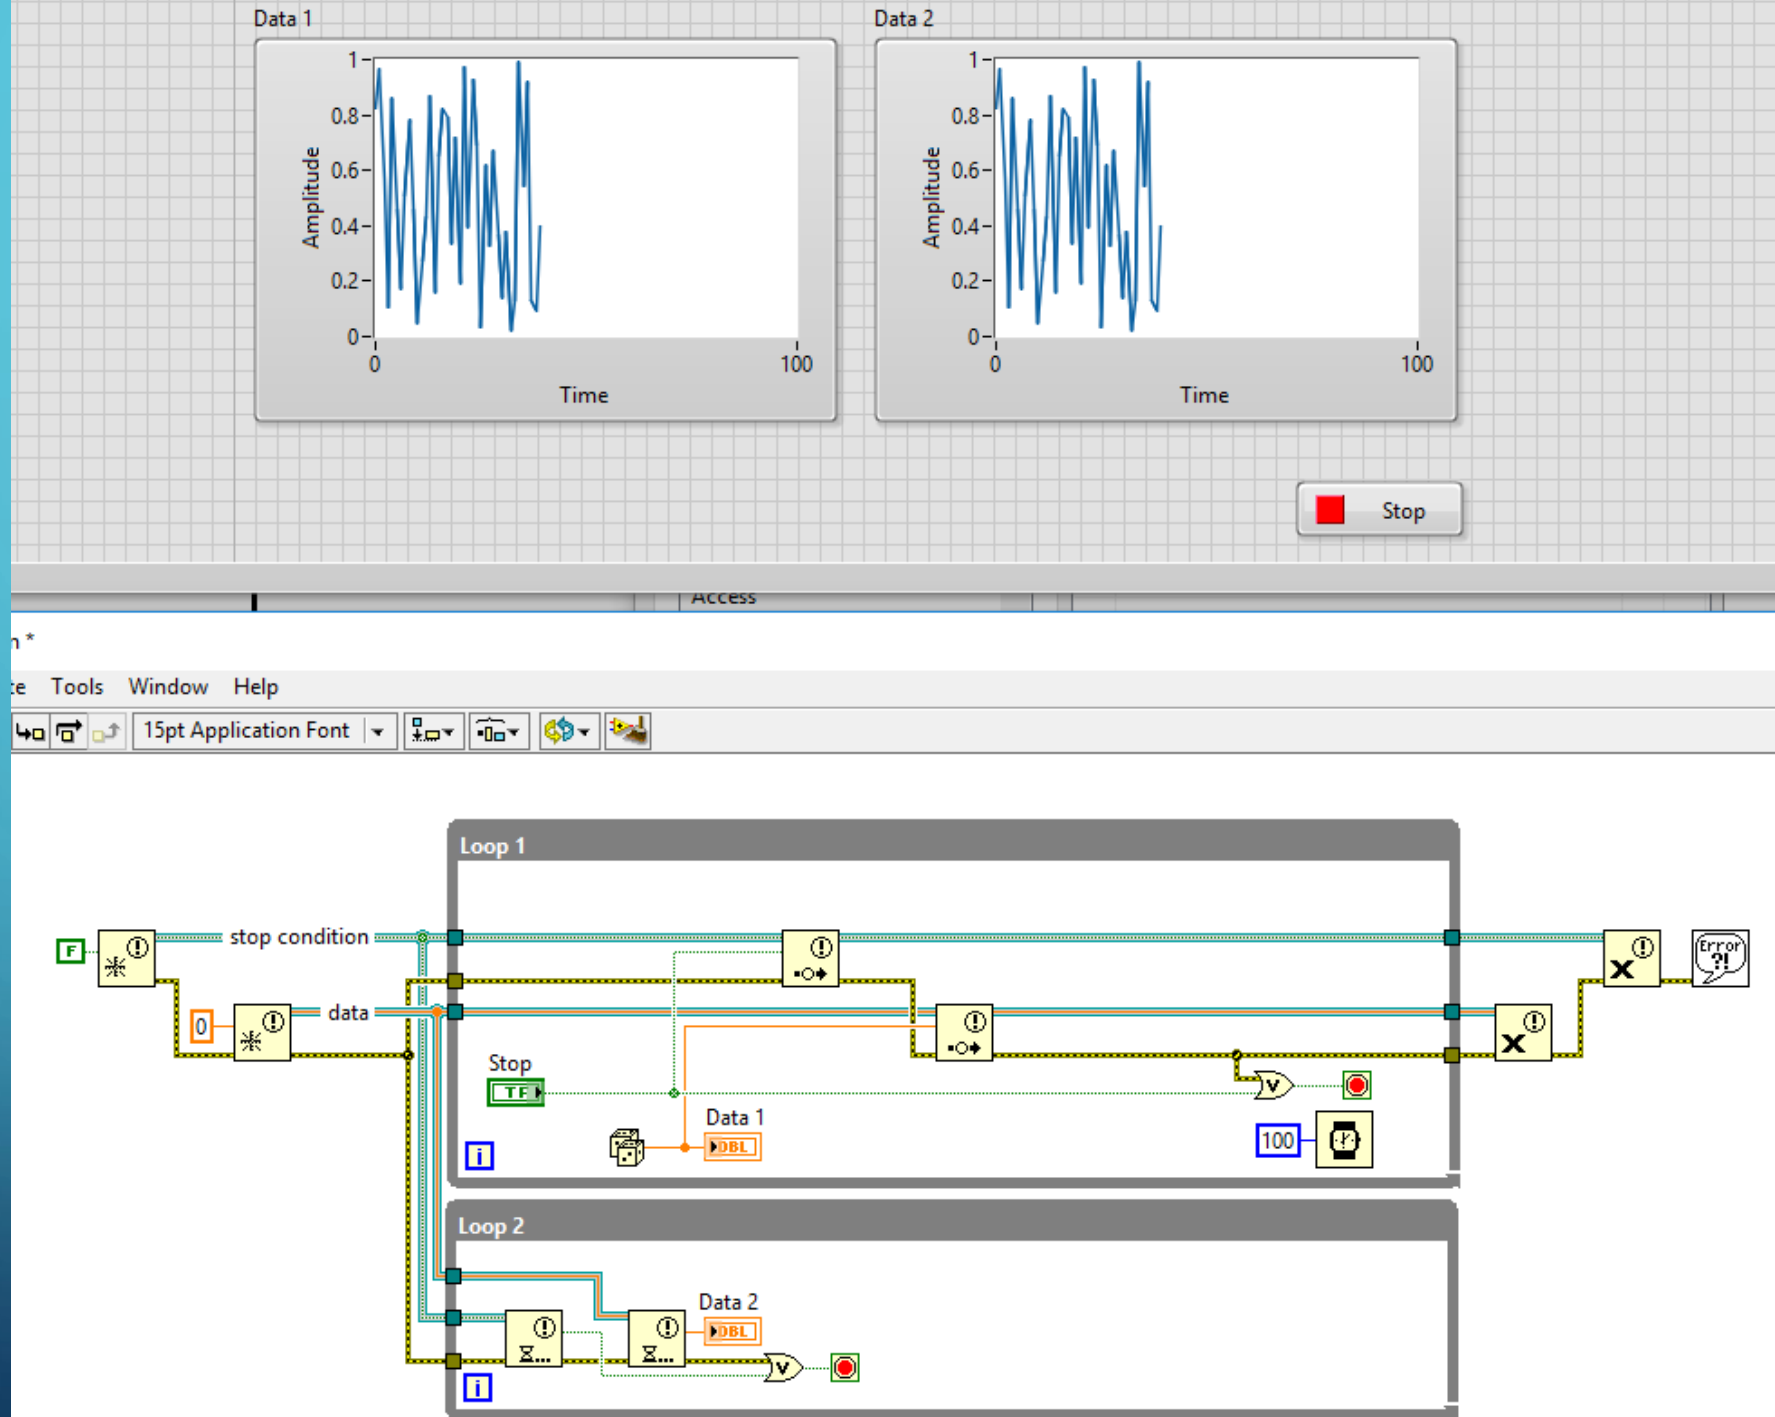 Data 1
Data 2
1
0.8
0.6
0.4
0.2
0
Amplitude
0
100
Time
1
0.8
0.6
0.4
0.2
0
Amplitude
0
100
Time
Stop
Access
n *
te Tools Window Help
15pt Application Font
Loop 1
F
stop condition
0
data
Stop
TF
Data 1
DBL
i
100
Error
?!
Loop 2
Data 2
DBL
i